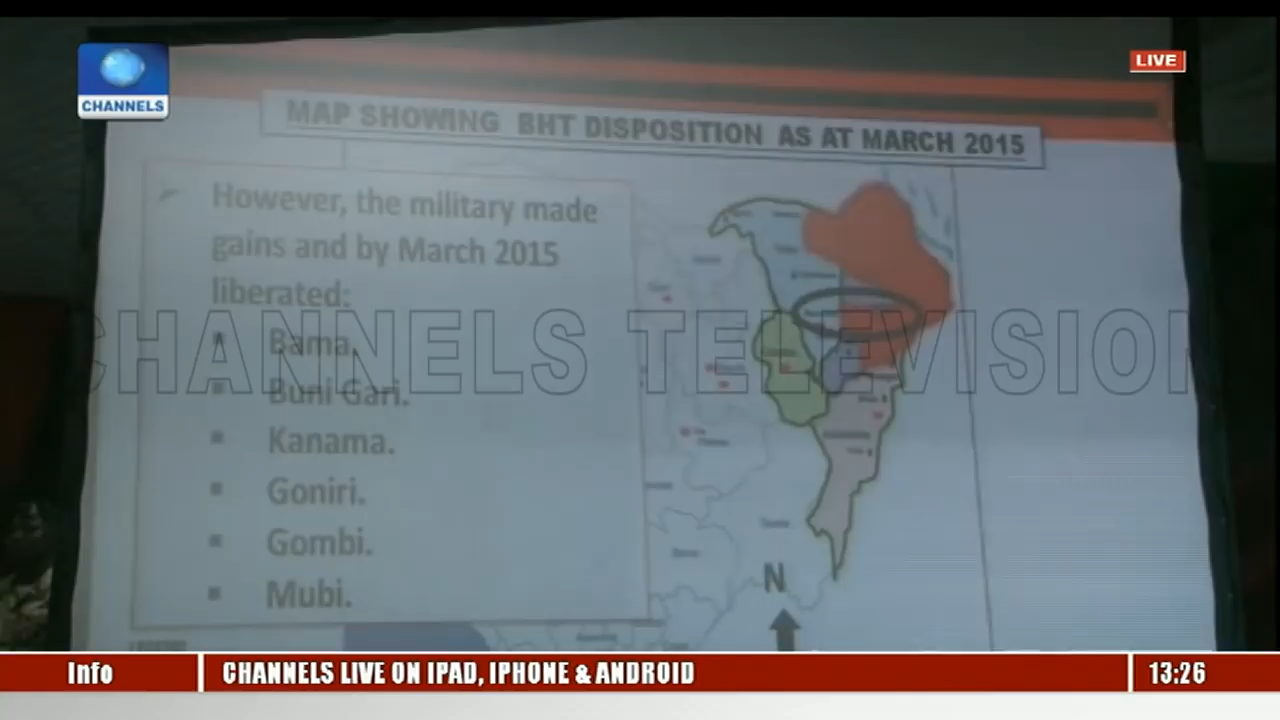 CHANNELS
LIVE
MAP SHOWING BHT DISPOSITION AS AT MARCH 2015
However, the military made
gains and by March 2015
liberated:
CHANNELS TELEVISION
Bama.
Buni Gari.
Kanama.
Goniri.
Gombi.
Mubi.
N
Info
CHANNELS LIVE ON IPAD, IPHONE & ANDROID
13:26